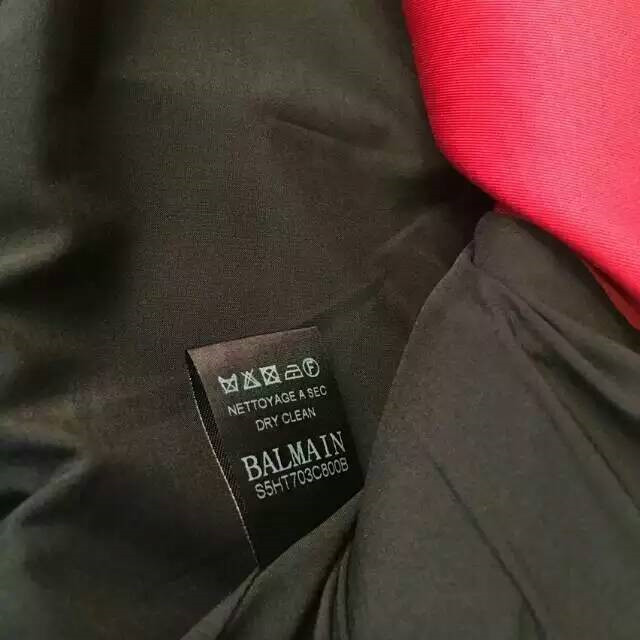 NETTOYAGE A SEC
DRY CLEAN
BALMAIN
S5HT703C800B